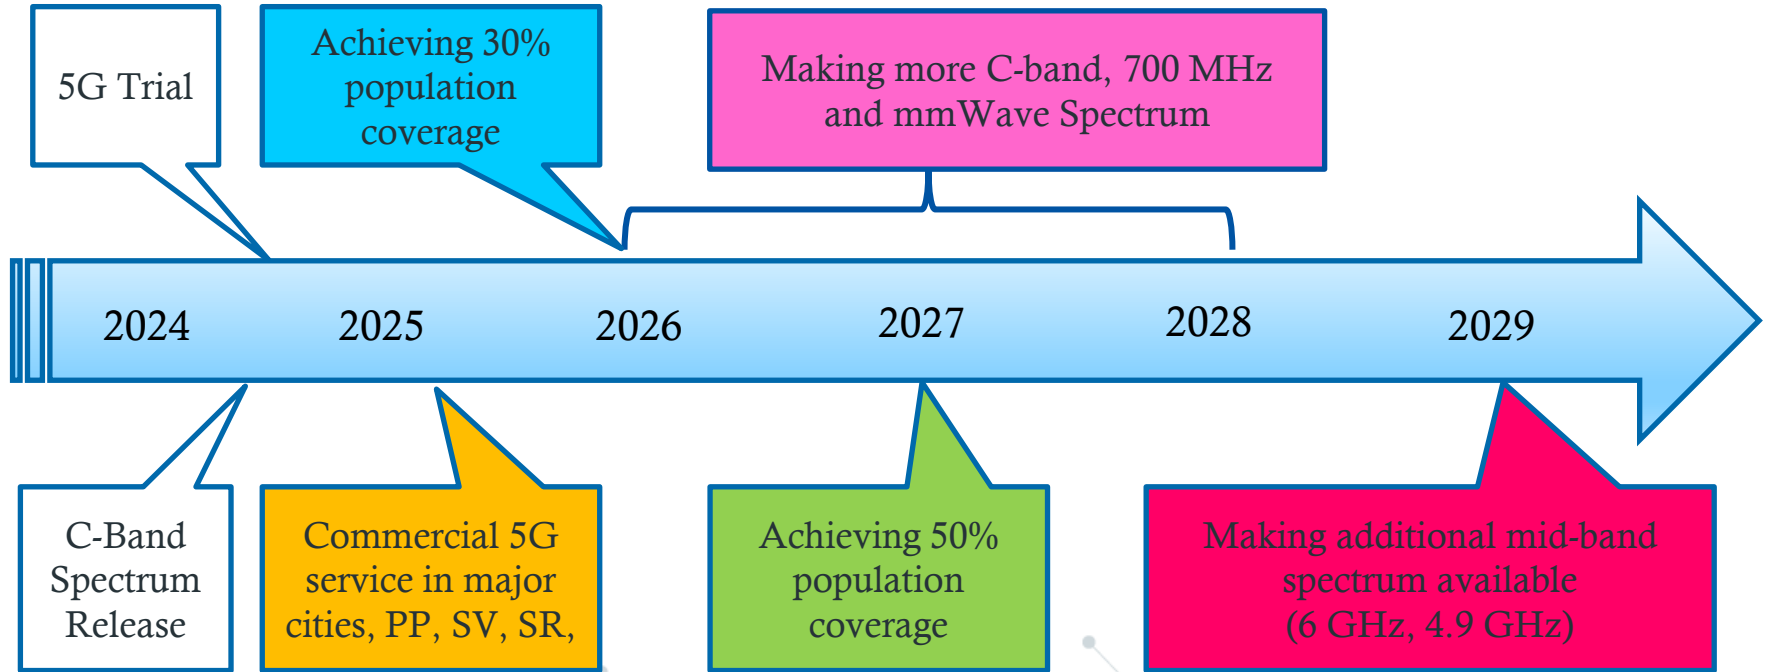 5G Trial
Achieving 30%
population
coverage
Making more C-band, 700 MHz
and mmWave Spectrum
2024
2025
2026
2027
2028
2029
C-Band
Spectrum
Release
Commercial 5G
service in major
cities, PP, SV, SR,
Achieving 50%
population
coverage
Making additional mid-band
spectrum available
(6 GHz, 4.9 GHz)